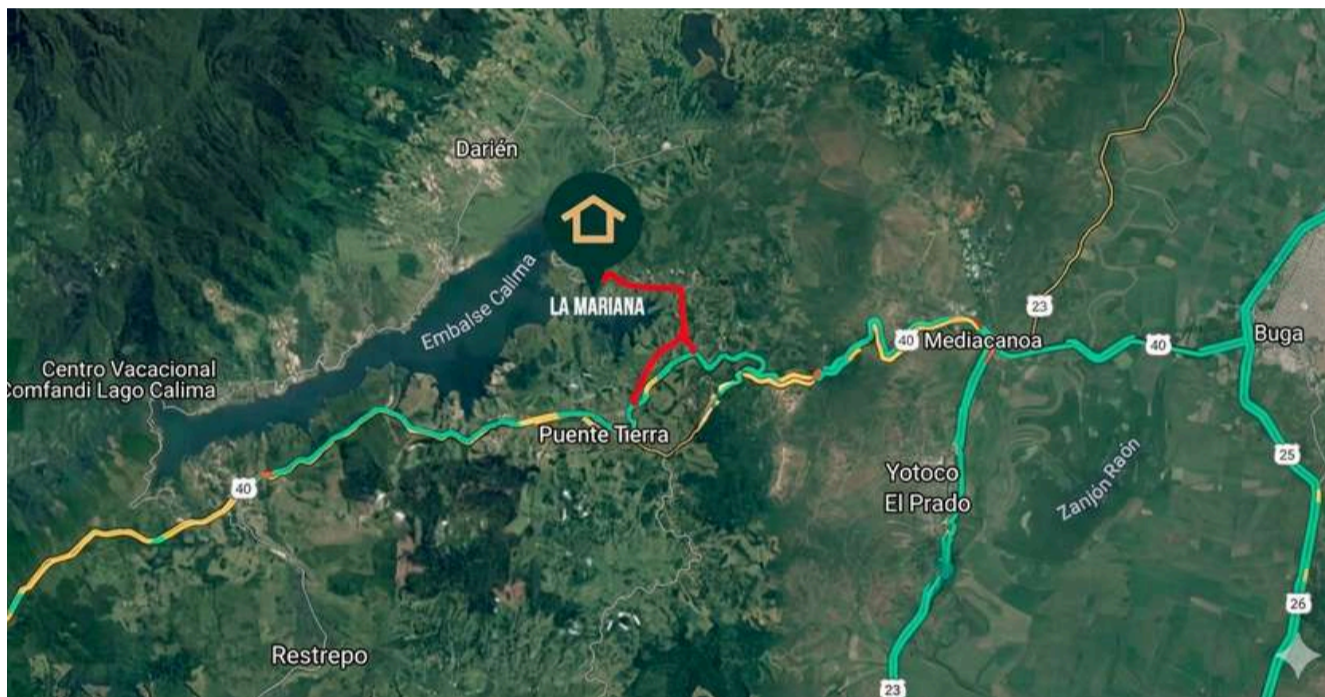 Darién
LA MARIANA
Embalse Calima
Centro Vacacional
Comfandi Lago Calima
40
Puente Tierra
Restrepo
40
Mediacanoa
23
40
Buga
Yotoco
El Prado
Zanjón Raón
25
26
23